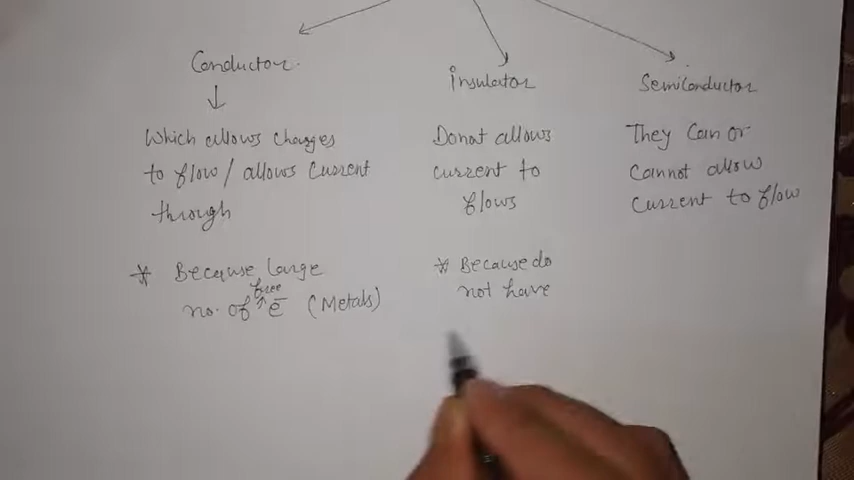 Conductor.
Which allows Charges
to flow / allows Current
through
* Because large
free
no. of e- (Metals)
insulator
Donot allows
current to
flows
* Because do
not have
Semiconductor
They Can or
Cannot allow
Current to flow